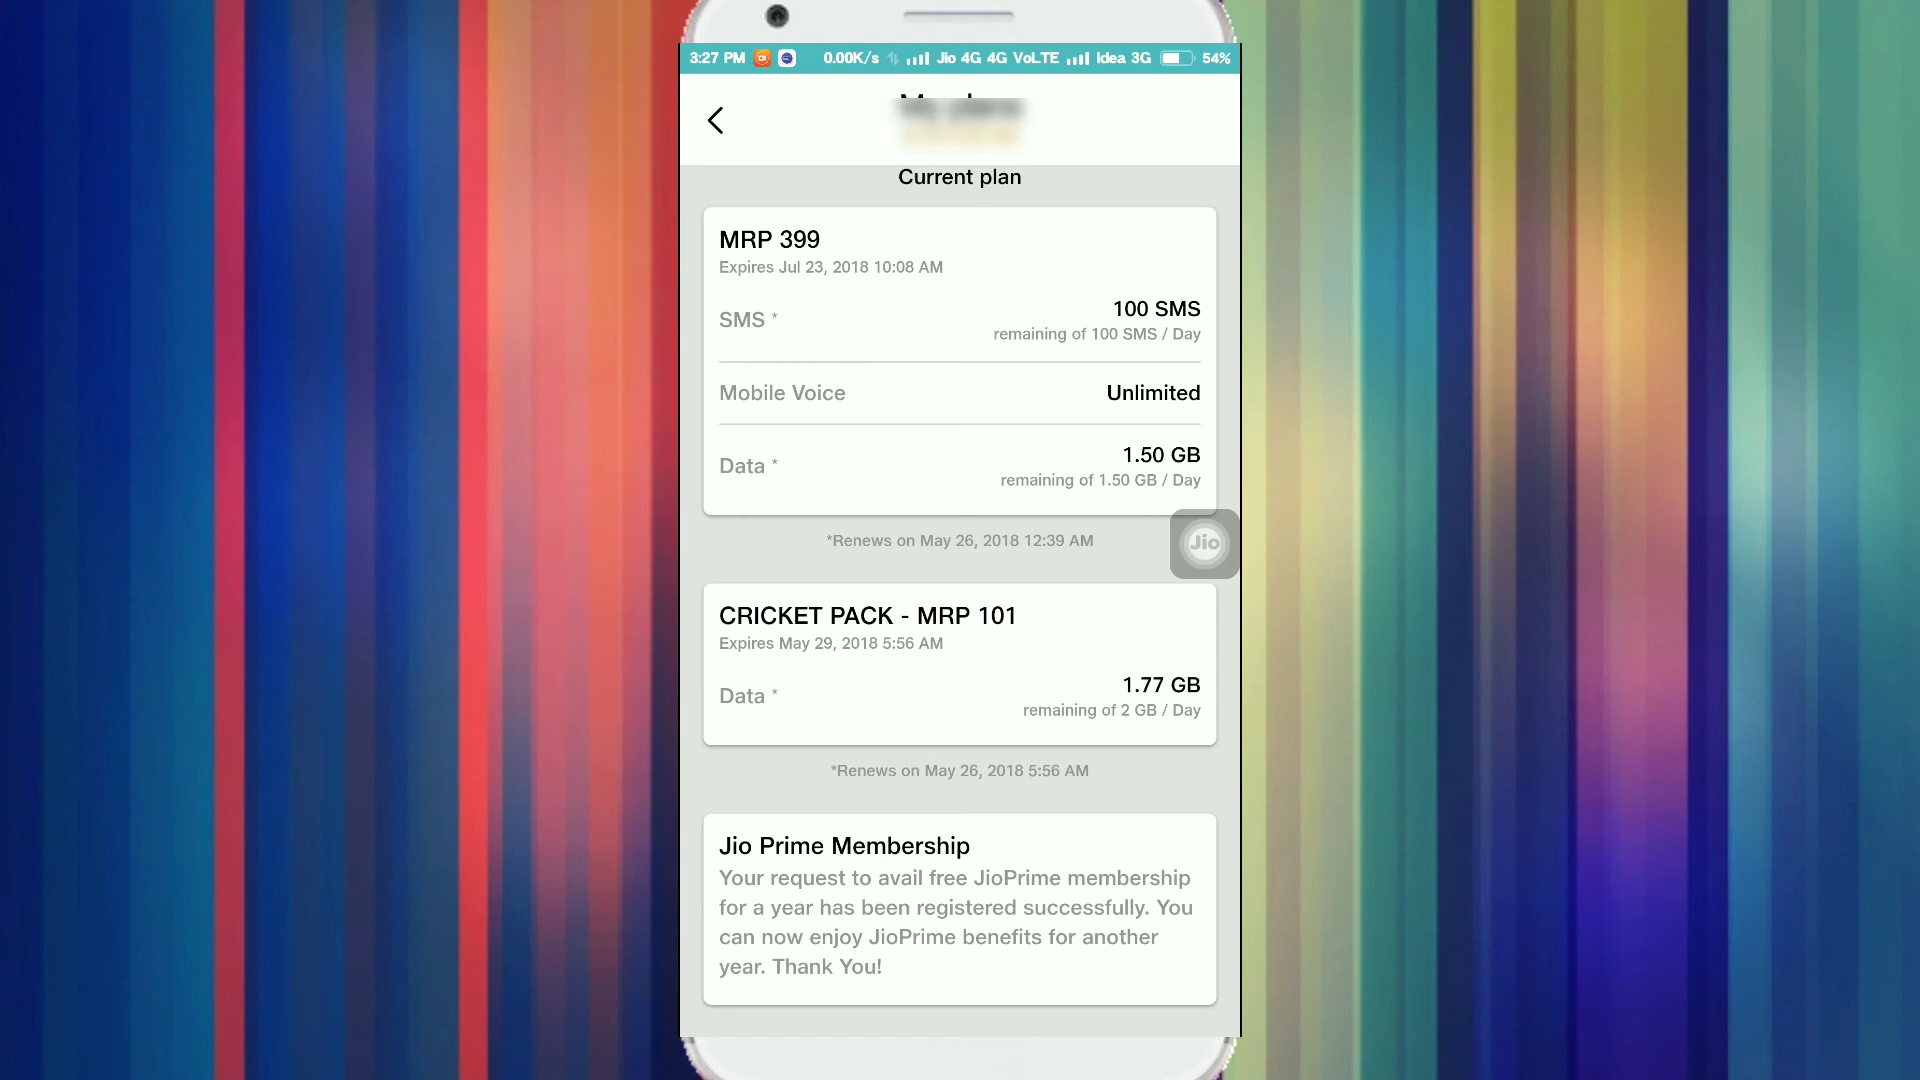 3:27 PM 0.00K/s Jio 4G 4G VoLTE Idea 3G 54%
Current plan
MRP 399
Expires Jul 23, 2018 10:08 AM
SMS * 100 SMS
remaining of 100 SMS / Day
Mobile Voice Unlimited
Data * 1.50 GB
remaining of 1.50 GB / Day
*Renews on May 26, 2018 12:39 AM
Jio
CRICKET PACK - MRP 101
Expires May 29, 2018 5:56 AM
Data * 1.77 GB
remaining of 2 GB / Day
*Renews on May 26, 2018 5:56 AM
Jio Prime Membership
Your request to avail free JioPrime membership
for a year has been registered successfully. You
can now enjoy JioPrime benefits for another
year. Thank You!